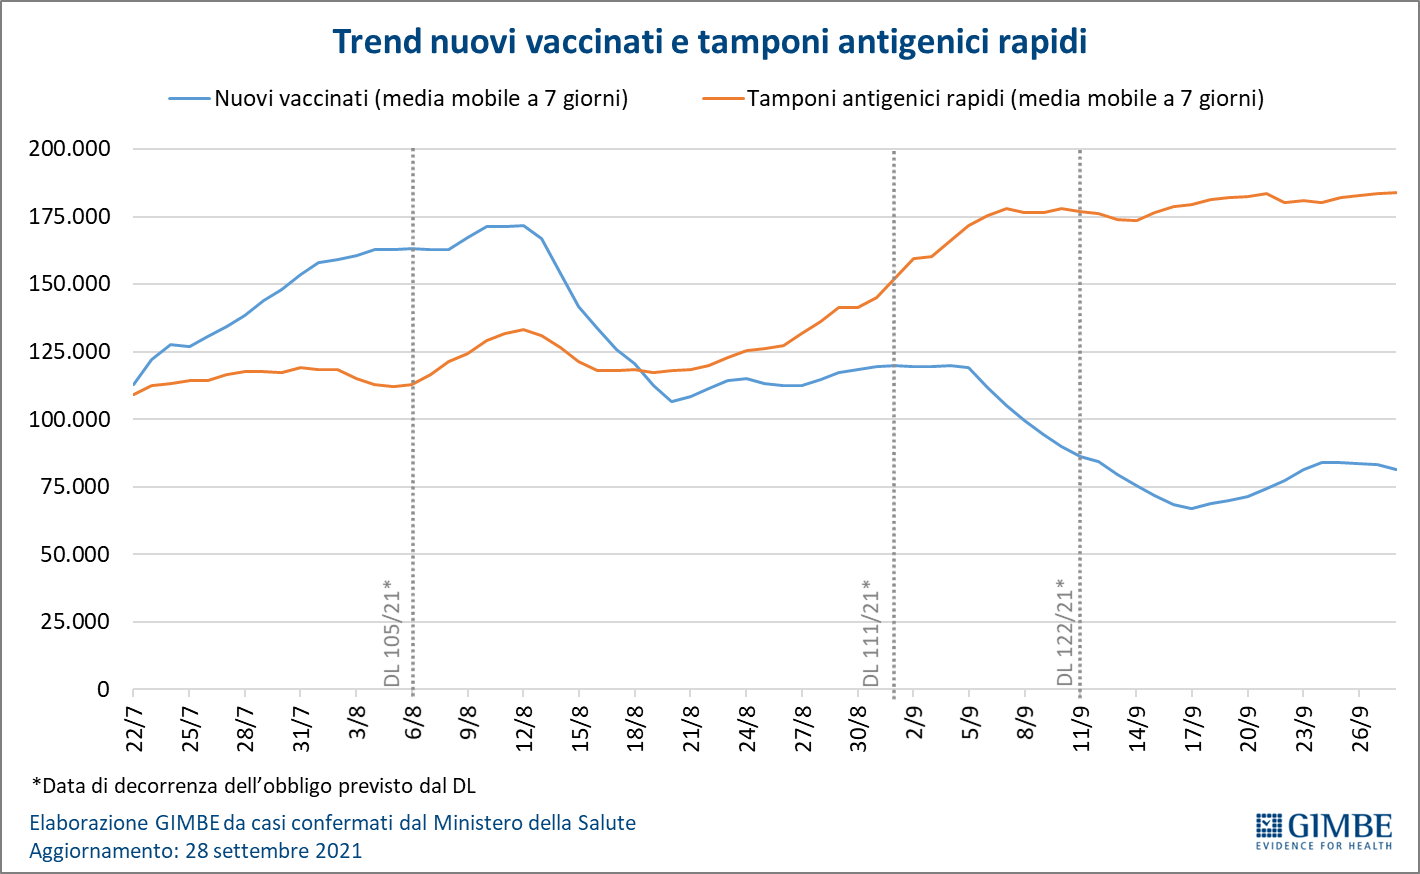 Trend nuovi vaccinati e tamponi antigenici rapidi
Nuovi vaccinati (media mobile a 7 giorni)
Tamponi antigenici rapidi (media mobile a 7 giorni)
200.000
175.000
150.000
125.000
100.000
75.000
50.000
25.000
0
DL 105/21*
DL 111/21*
DL 122/21*
22/7
25/7
28/7
31/7
3/8
6/8
9/8
12/8
15/8
18/8
21/8
24/8
27/8
30/8
2/9
5/9
8/9
11/9
14/9
17/9
20/9
23/9
26/9
*Data di decorrenza dell’obbligo previsto dal DL
Elaborazione GIMBE da casi confermati dal Ministero della Salute
Aggiornamento: 28 settembre 2021
GIMBE
EVIDENCE FOR HEALTH